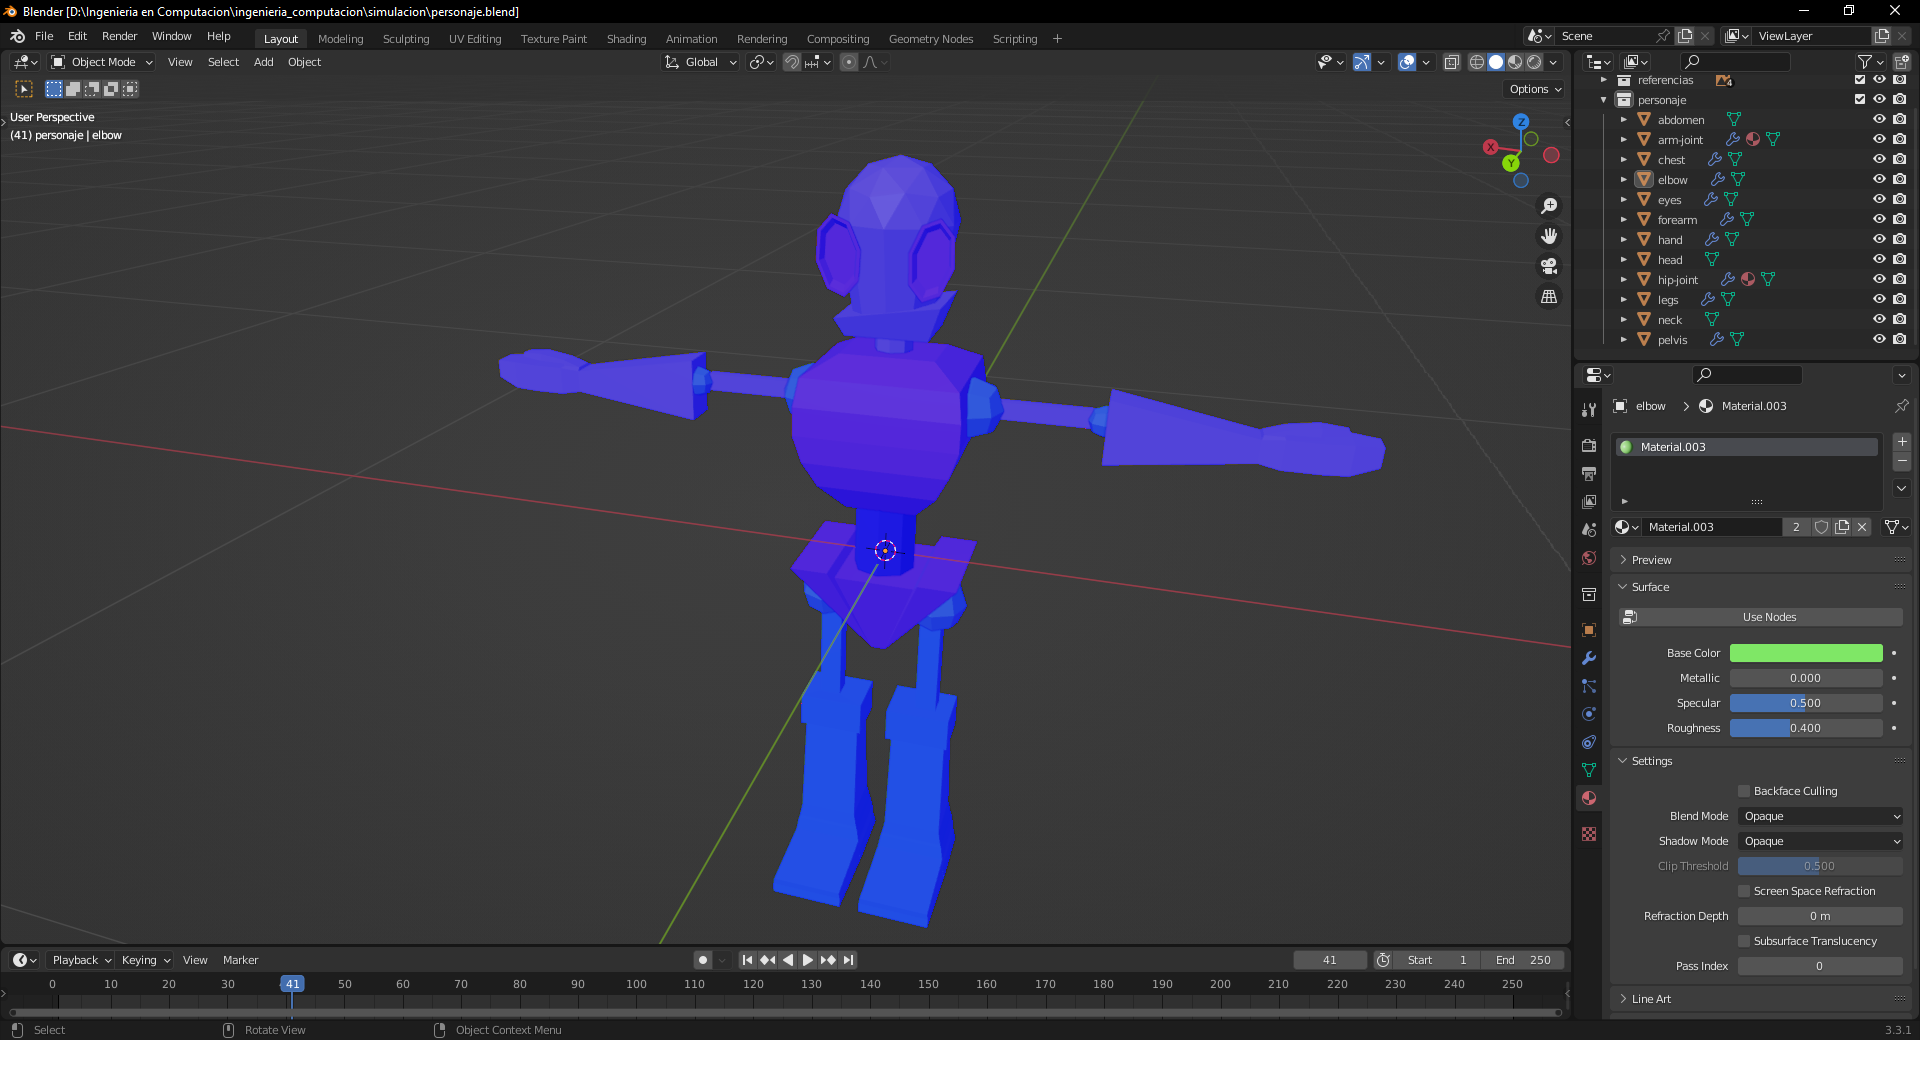 Blender [D:\Ingenieria en Computacion\ingenieria_computacion\simulacion\personaje.blend]
File Edit Render Window Help Layout Modeling Sculpting UV Editing Texture Paint Shading Animation Rendering Compositing Geometry Nodes Scripting + Scene ViewLayer
Object Mode View Select Add Object Global
Options
User Perspective
(41) personaje | elbow
Z
X
Y
referencias 4
personaje
abdomen
arm-joint
chest
elbow
eyes
forearm
hand
head
hip-joint
legs
neck
pelvis
elbow > Material.003
Material.003
Material.003 2
Preview
Surface
Use Nodes
Base Color
Metallic 0.000
Specular 0.500
Roughness 0.400
Settings
Backface Culling
Blend Mode Opaque
Shadow Mode Opaque
Clip Threshold 0.500
Screen Space Refraction
Refraction Depth 0 m
Subsurface Translucency
Pass Index 0
Line Art
Playback Keying View Marker 41 Start 1 End 250
0 10 20 30 41 50 60 70 80 90 100 110 120 130 140 150 160 170 180 190 200 210 220 230 240 250
Select Rotate View Object Context Menu 3.3.1